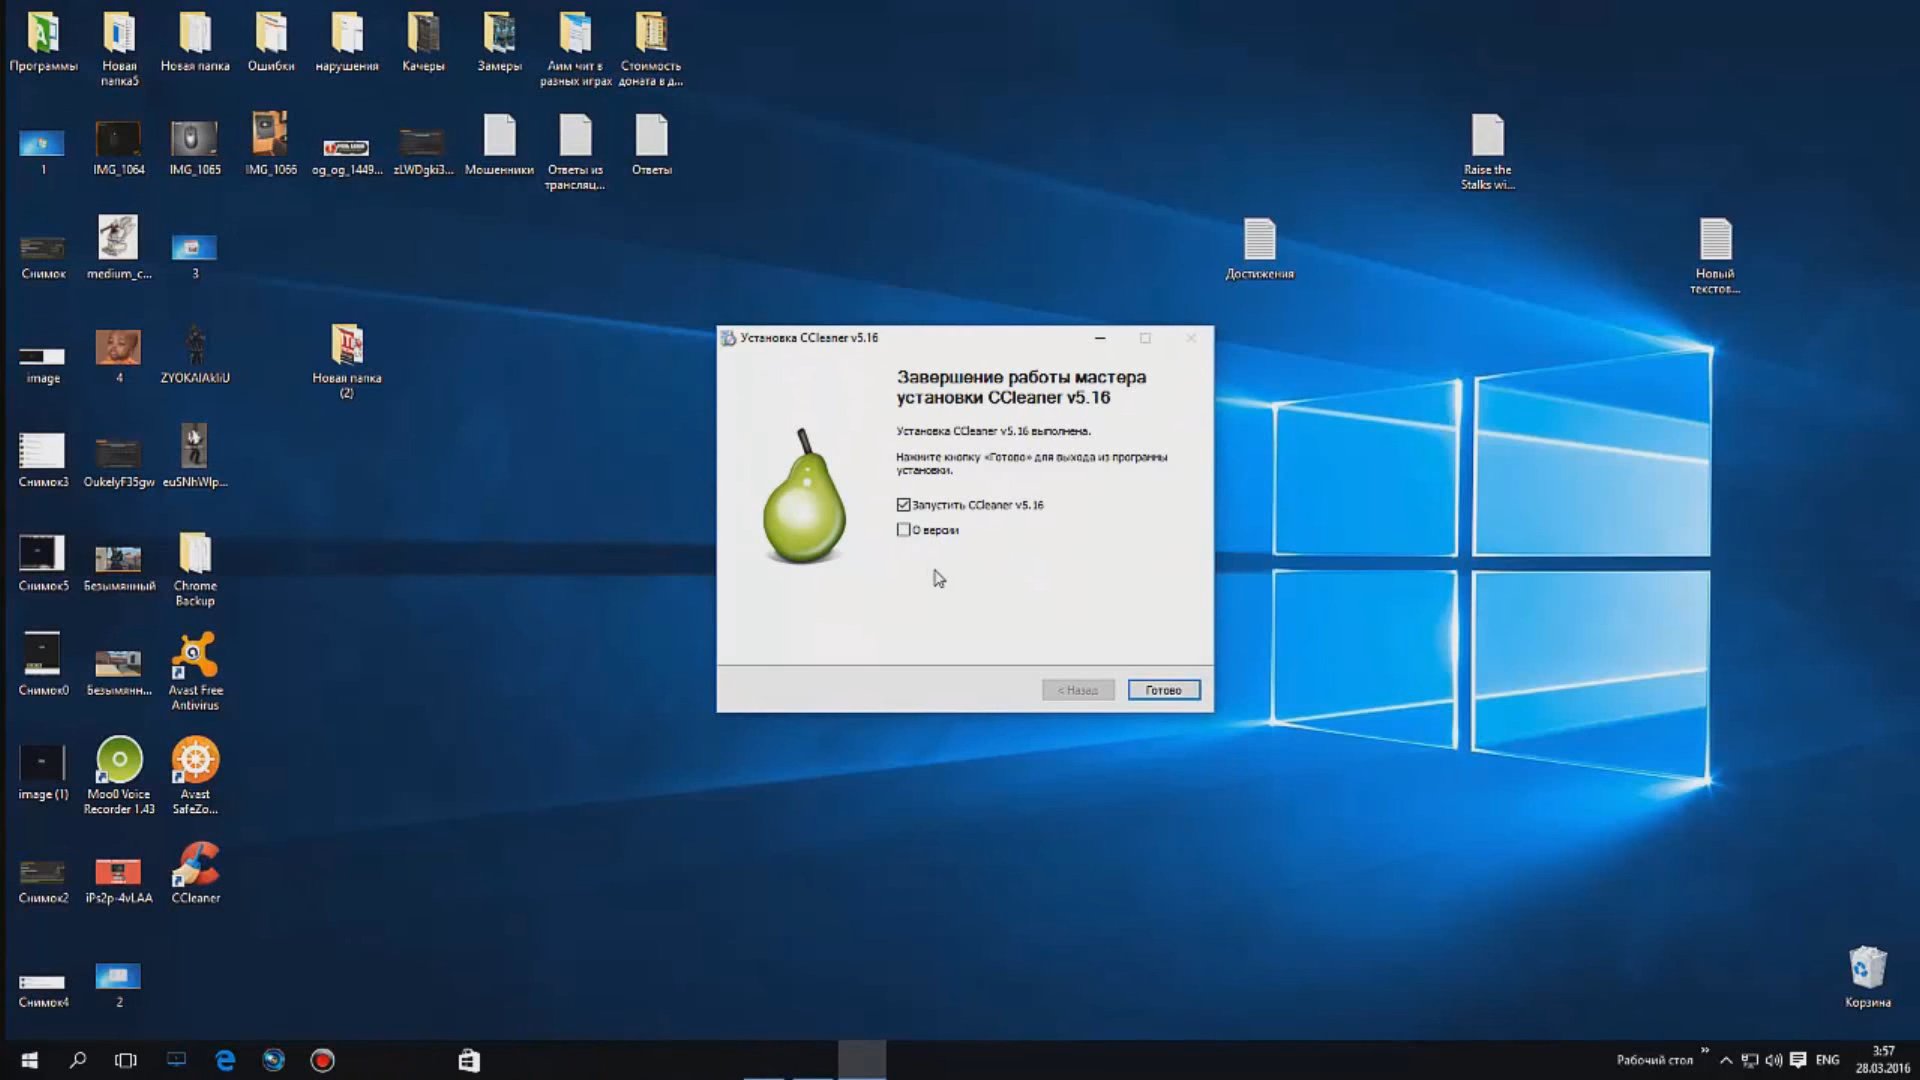 Программы
Новая
папка5
Новая папка
Ошибки
нарушения
Качеры
Замеры
Аим чит в
разных играх
Стоимость
доната в д...
1
IMG_1064
IMG_1065
IMG_1066
og_og_1449...
zLWDgki3...
Мошенники
Ответы из
трансляц...
Ответы
Raise the
Stalks wi...
Снимок
medium_c...
3
Достижения
Новый
текстов...
image
4
ZYOKAIAkliU
Новая папка
(2)
Установка CCleaner v5.16
Завершение работы мастера
установки CCleaner v5.16
Установка CCleaner v5.16 выполнена.
Нажмите кнопку «Готово» для выхода из программы
установки.
Запустить CCleaner v5.16
О версии
< Назад
Готово
Снимок3
OukelyF35gw
euSNhWlp...
Снимок5
Безымянный
Chrome
Backup
Снимок0
Безымянн...
Avast Free
Antivirus
image (1)
Moo0 Voice
Recorder 1.43
Avast
SafeZo...
Снимок2
iPs2p-4vLAA
CCleaner
Снимок4
2
Корзина
Рабочий стол
ENG
3:57
28.03.2016